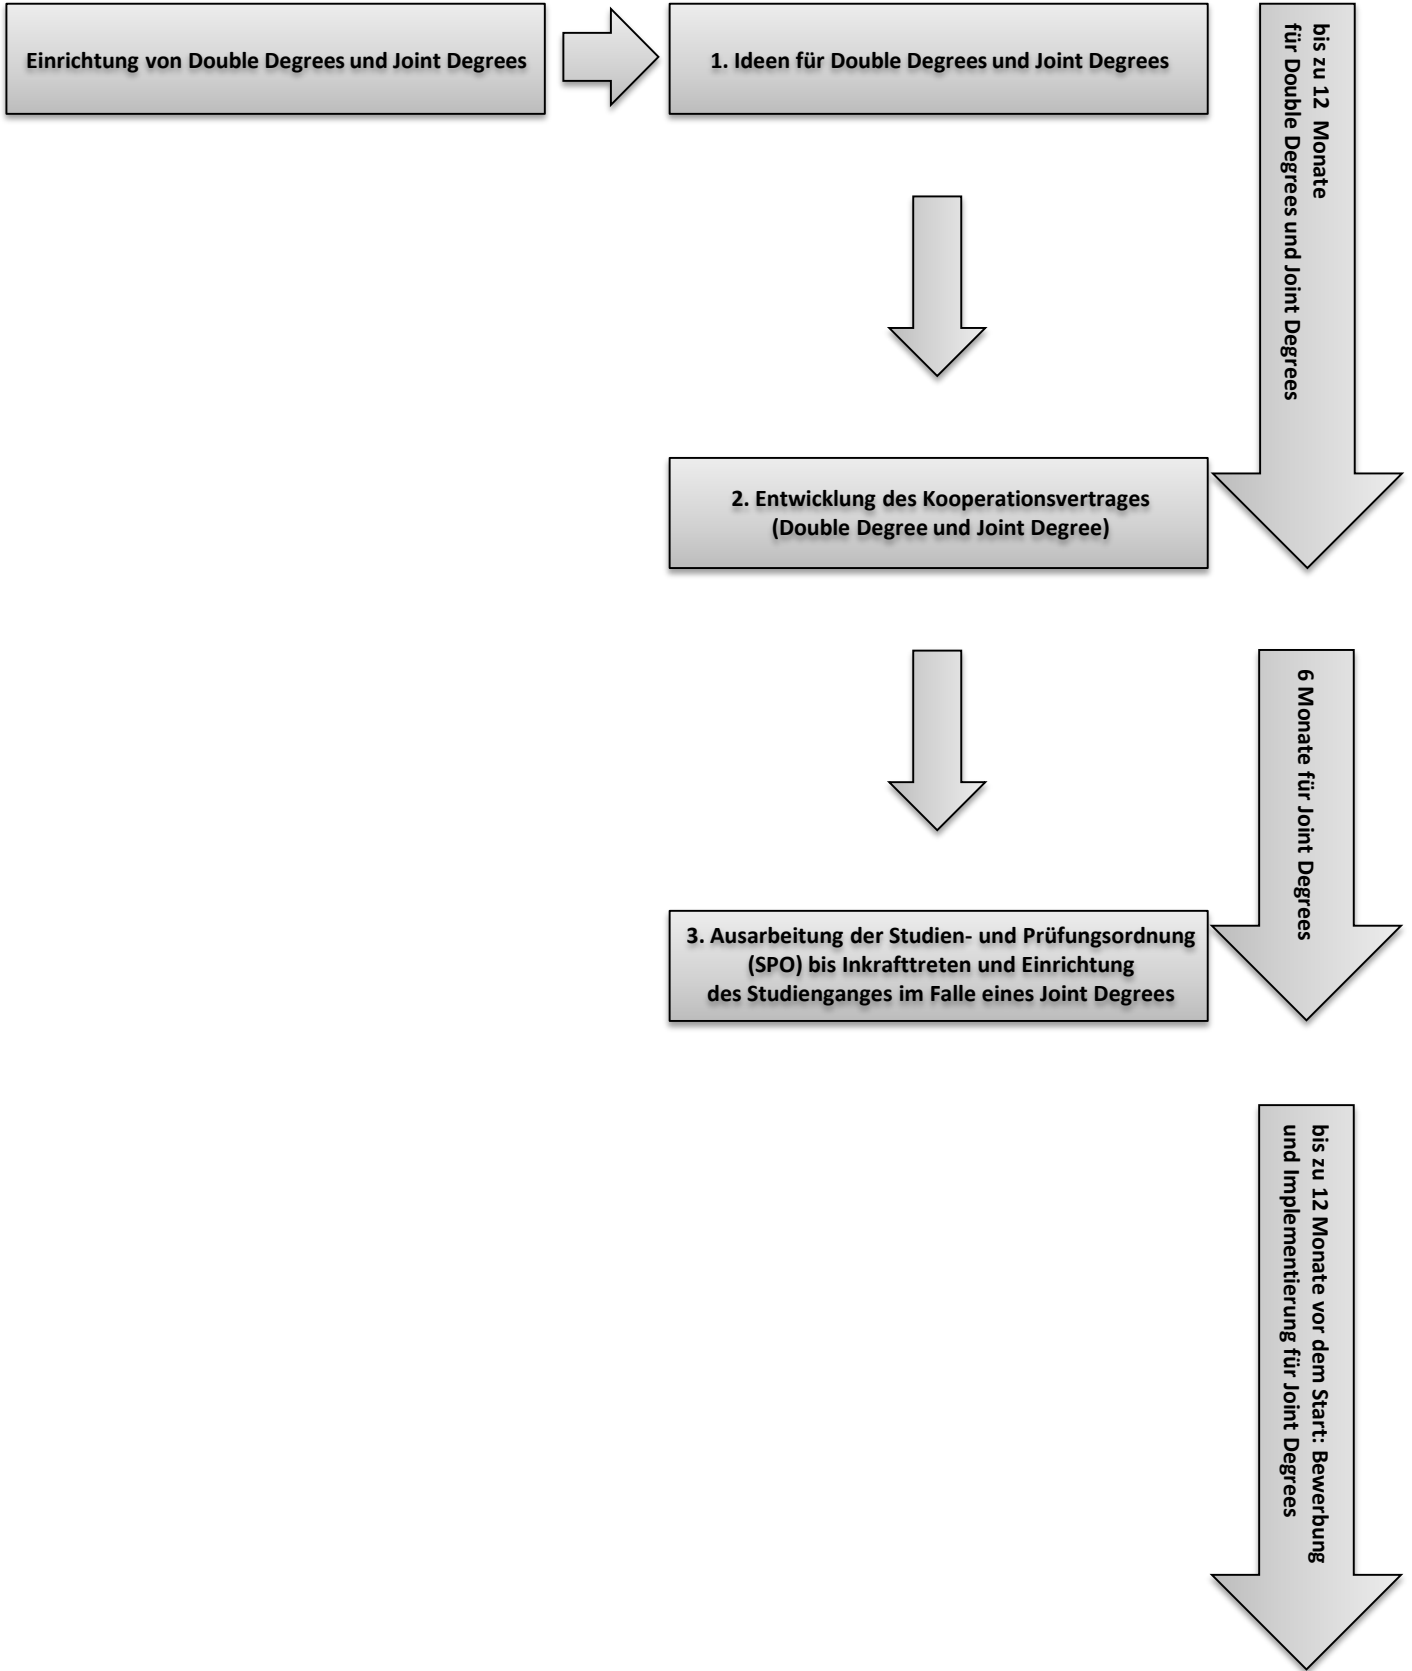 Einrichtung von Double Degrees und Joint Degrees
1. Ideen für Double Degrees und Joint Degrees
bis zu 12 Monate
für Double Degrees und Joint Degrees
2. Entwicklung des Kooperationsvertrages
(Double Degree und Joint Degree)
6 Monate für Joint Degrees
3. Ausarbeitung der Studien- und Prüfungsordnung
(SPO) bis Inkrafttreten und Einrichtung
des Studienganges im Falle eines Joint Degrees
bis zu 12 Monate vor dem Start: Bewerbung
und Implementierung für Joint Degrees